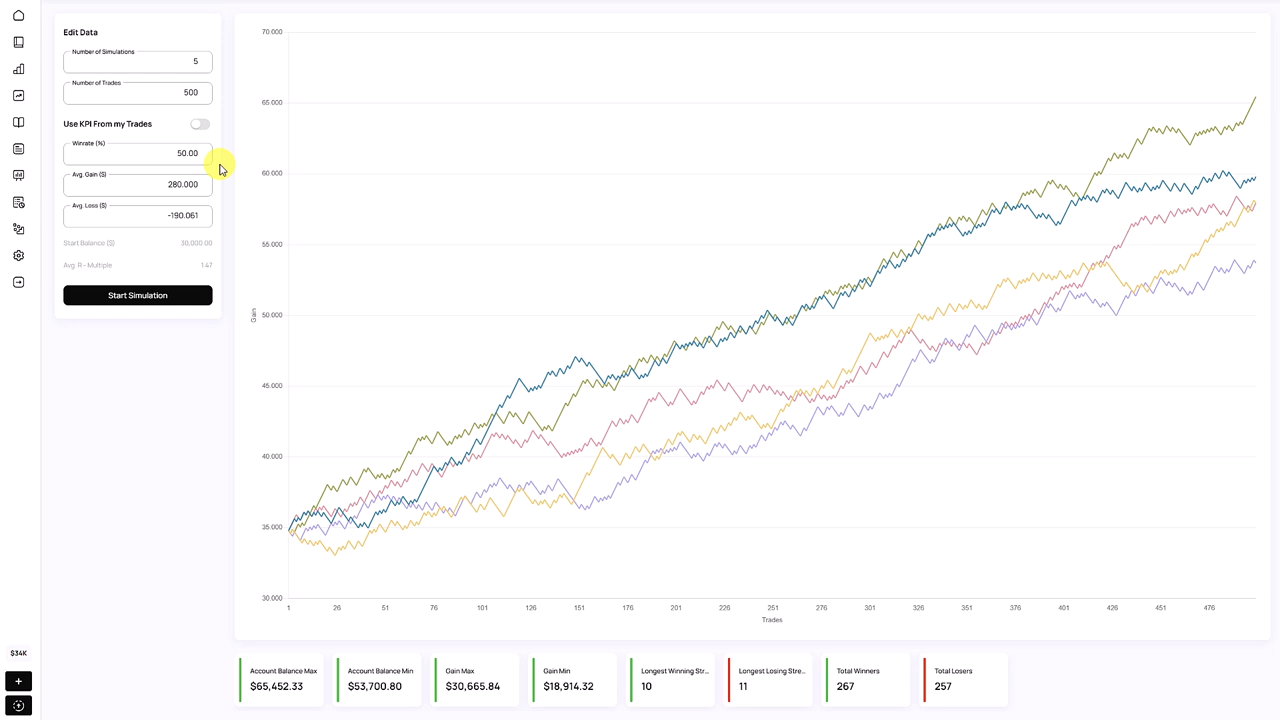 Edit Data
Number of Simulations
5
Number of Trades
500
Use KPI From my Trades
Winrate (%)
50.00
Avg. Gain ($)
280.000
Avg. Loss ($)
-190.061
Start Balance ($) 30,000.00
Avg. R - Multiple 1.47
Start Simulation
$34K
70.000
65.000
60.000
55.000
50.000
45.000
40.000
35.000
30.000
Gain
1 26 51 76 101 126 151 176 201 226 251 276 301 326 351 376 401 426 451 476
Trades
Account Balance Max
$65,452.33
Account Balance Min
$53,700.80
Gain Max
$30,665.84
Gain Min
$18,914.32
Longest Winning Str...
10
Longest Losing Stre...
11
Total Winners
267
Total Losers
257